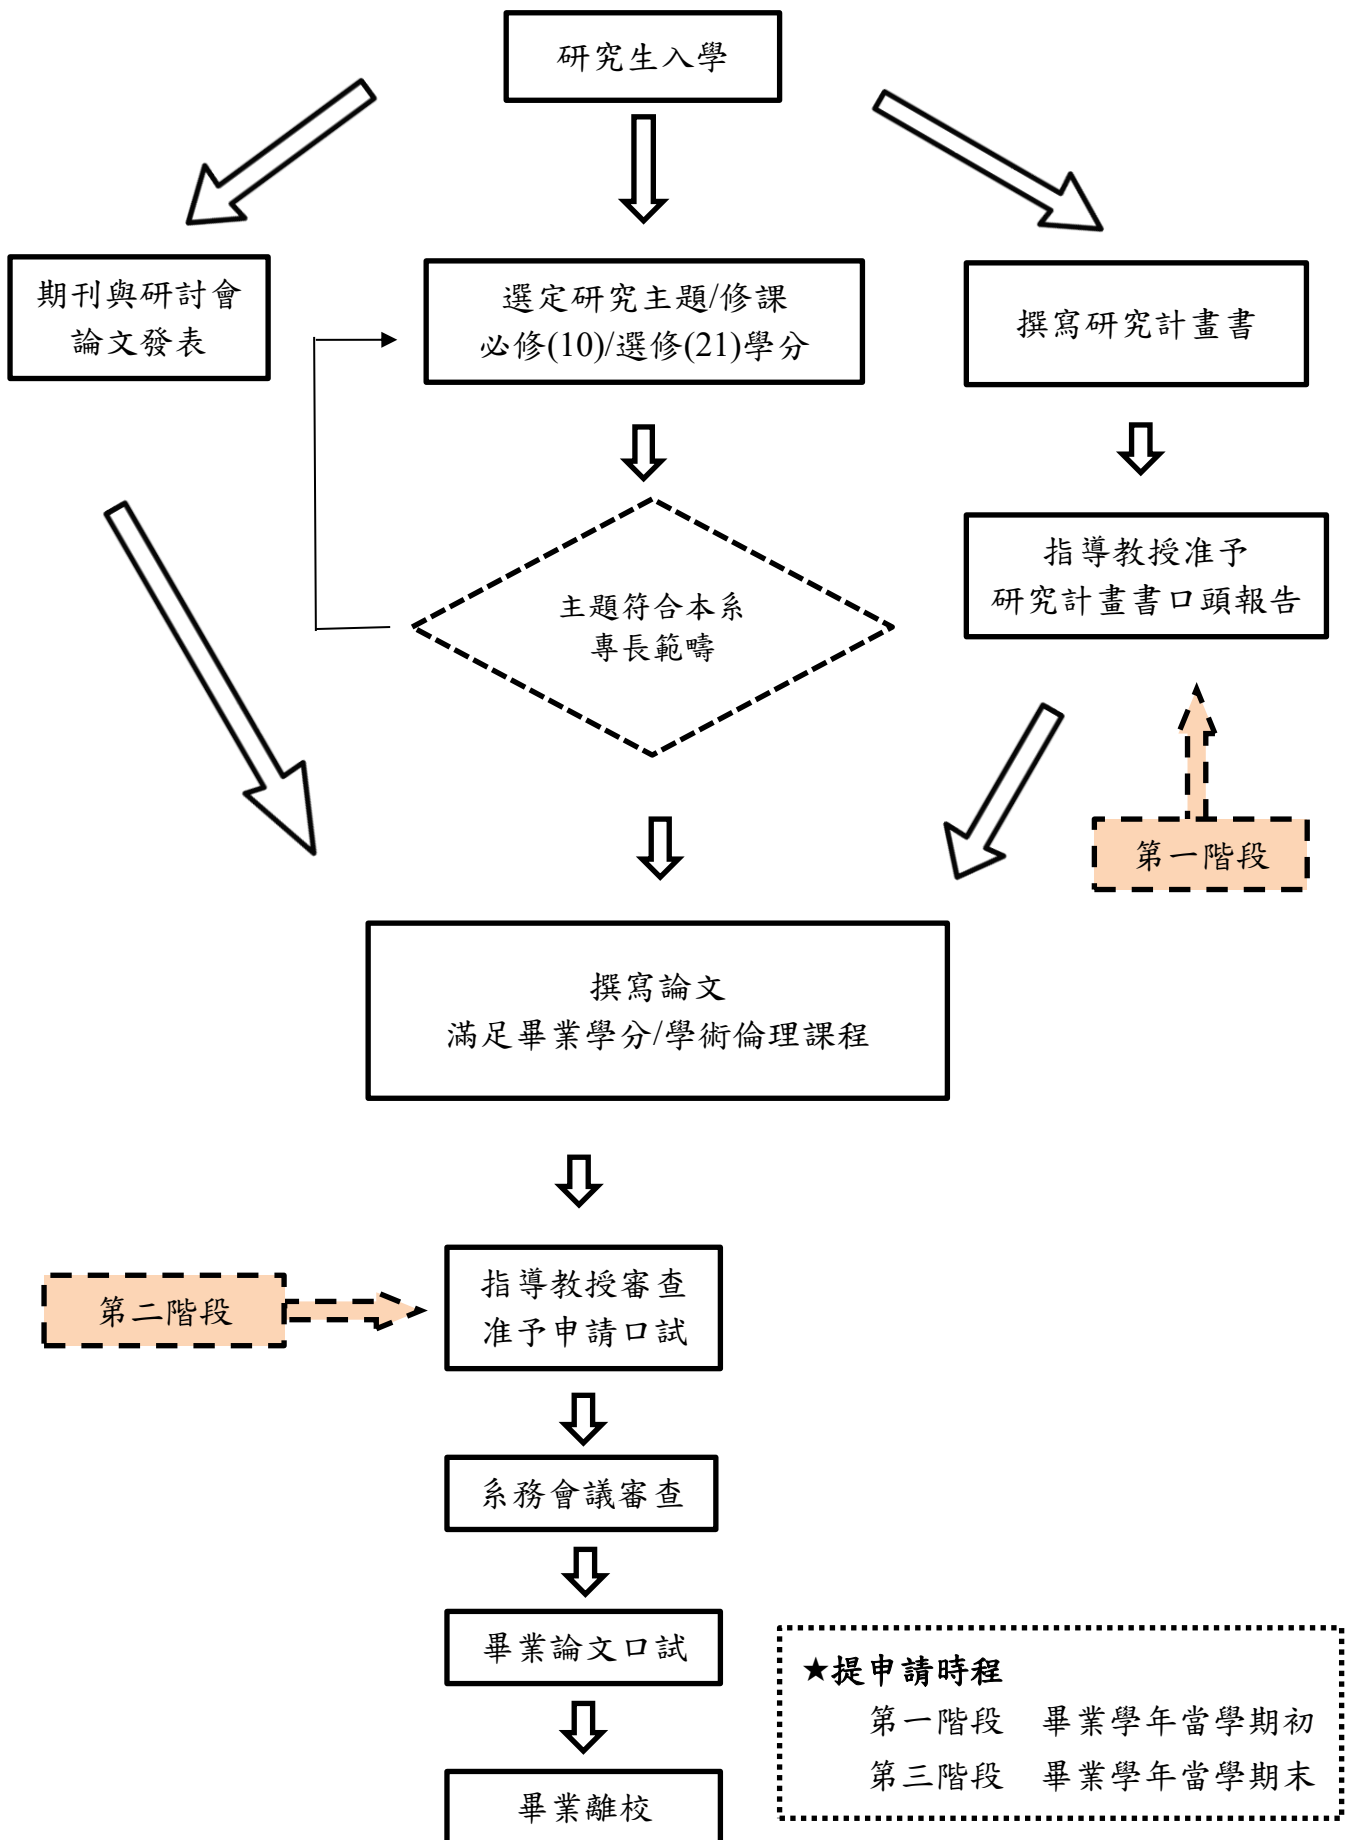 研究生入學
期刊與研討會
論文發表
選定研究主題/修課
必修(10)/選修(21)學分
撰寫研究計畫書
指導教授准予
研究計畫書口頭報告
主題符合本系
專長範疇
第一階段
撰寫論文
滿足畢業學分/學術倫理課程
第二階段
指導教授審查
准予申請口試
系務會議審查
畢業論文口試
★提申請時程
第一階段 畢業學年當學期初
第三階段 畢業學年當學期末
畢業離校